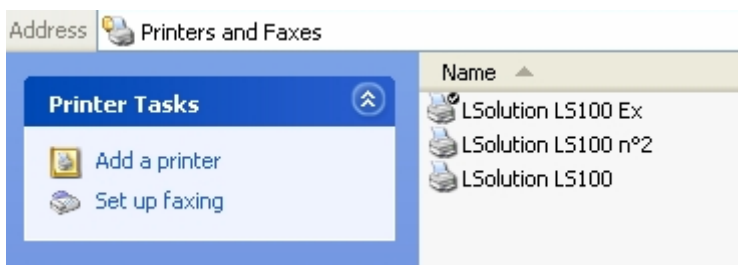 Address Printers and Faxes
Printer Tasks
Add a printer
Set up faxing
Name
LSolution LS100 Ex
LSolution LS100 n°2
LSolution LS100